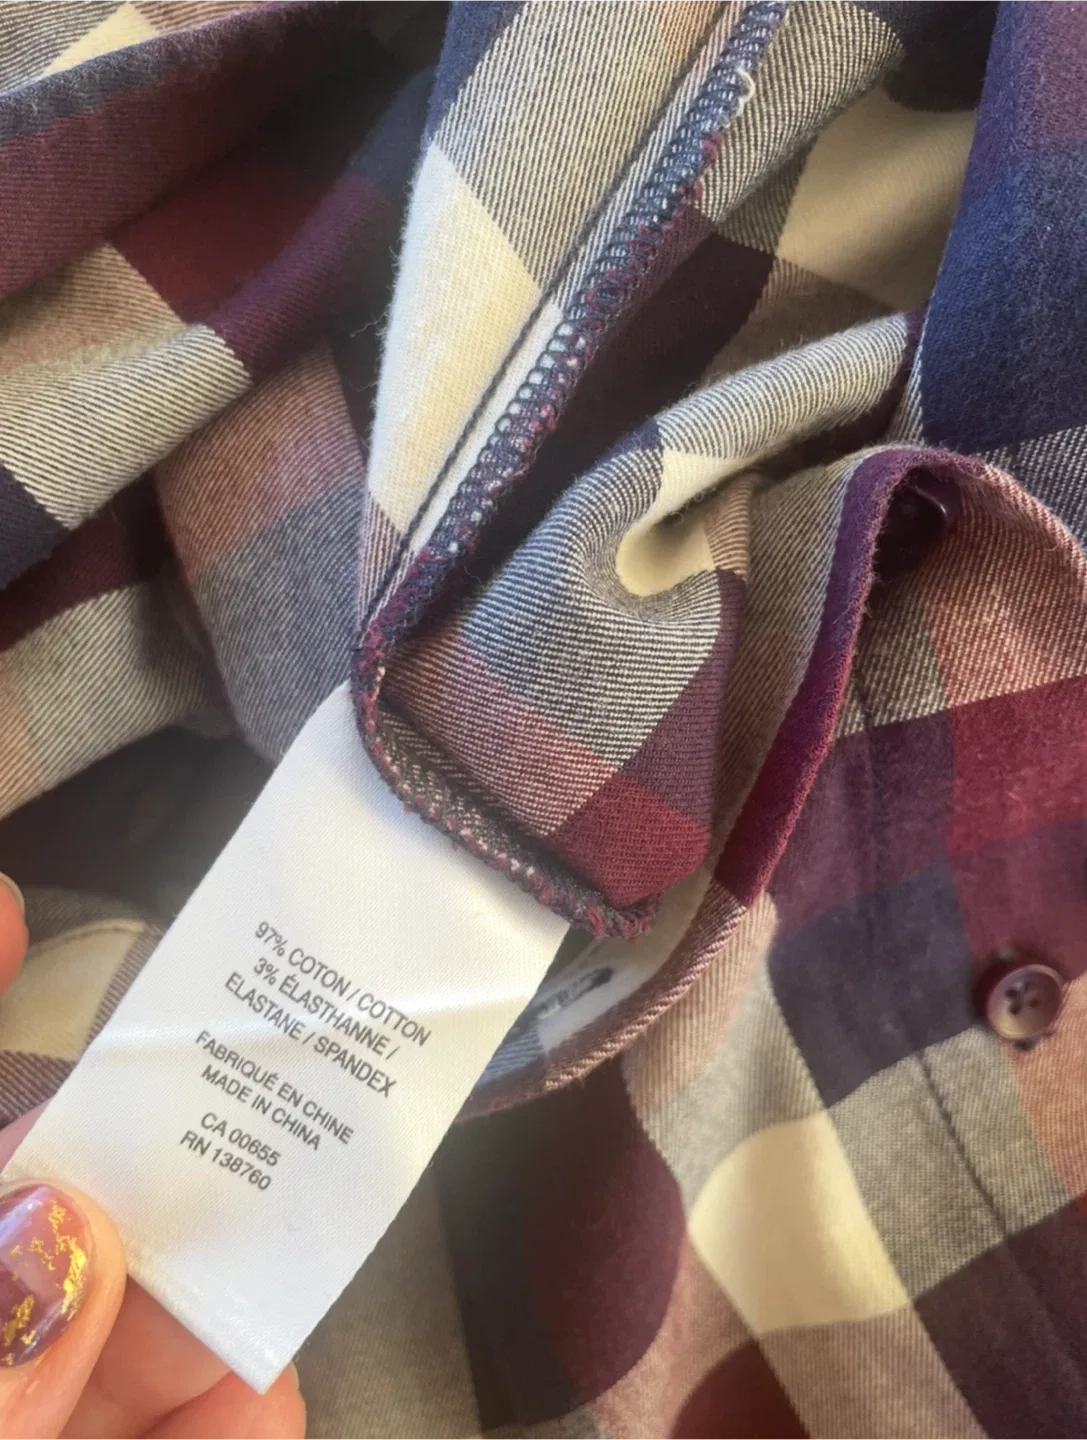 97% COTON / COTTON
3% ÉLASTHANNE /
ELASTANE / SPANDEX
FABRIQUÉ EN CHINE
MADE IN CHINA
CA 00655
RN 138760